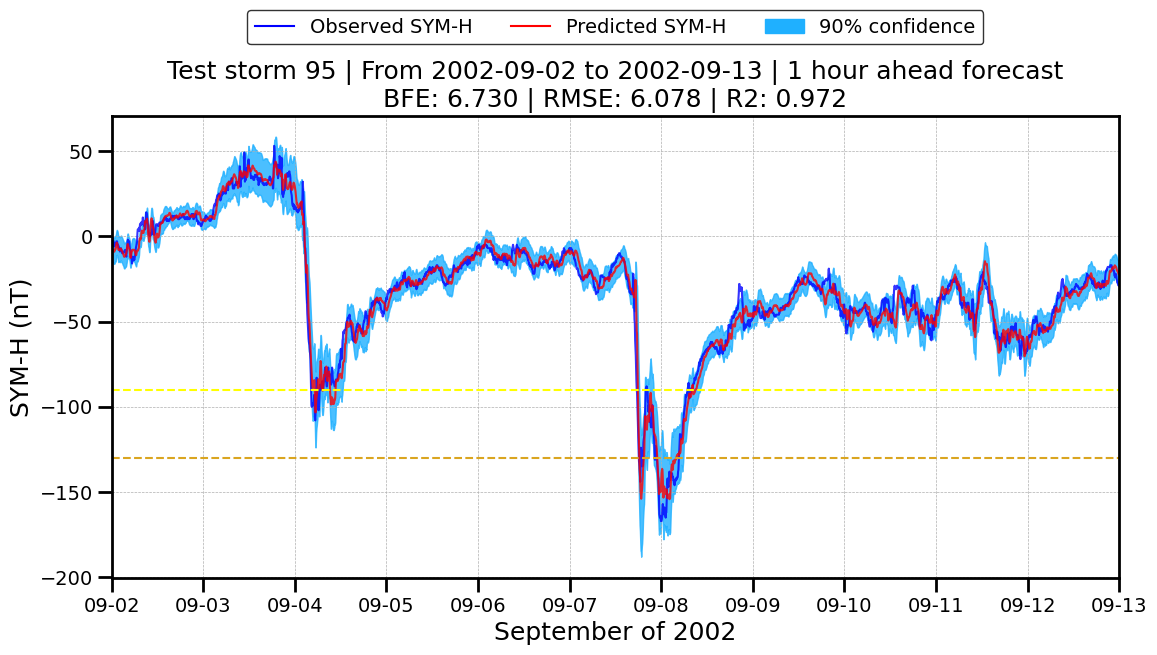 Observed SYM-H Predicted SYM-H 90% confidence
Test storm 95 | From 2002-09-02 to 2002-09-13 | 1 hour ahead forecast
BFE: 6.730 | RMSE: 6.078 | R2: 0.972
SYM-H (nT)
50
0
−50
−100
−150
−200
09-02 09-03 09-04 09-05 09-06 09-07 09-08 09-09 09-10 09-11 09-12 09-13
September of 2002